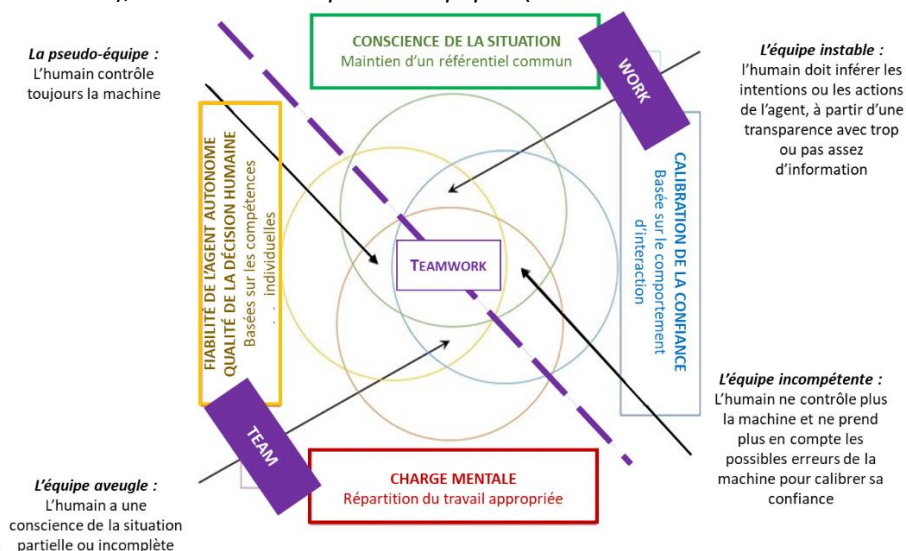 CONSCIENCE DE LA SITUATION
Maintien d'un référentiel commun
La pseudo-équipe :
L'humain contrôle
toujours la machine
WORK
L'équipe instable :
l'humain doit inférer les
intentions ou les actions
de l'agent, à partir d'une
transparence avec trop
ou pas assez
d'information
FIABILITÉ DE L'AGENT AUTONOME
QUALITÉ DE LA DÉCISION HUMAINE
Basées sur les compétences
individuelles
TEAMWORK
CALIBRATION DE LA CONFIANCE
Basée sur le comportement
d'interaction
TEAM
L'équipe incompétente :
L'humain ne contrôle plus
la machine et ne prend
plus en compte les
possibles erreurs de la
machine pour calibrer sa
confiance
CHARGE MENTALE
Répartition du travail appropriée
L'équipe aveugle :
L'humain a une
conscience de la situation
partielle ou incomplète